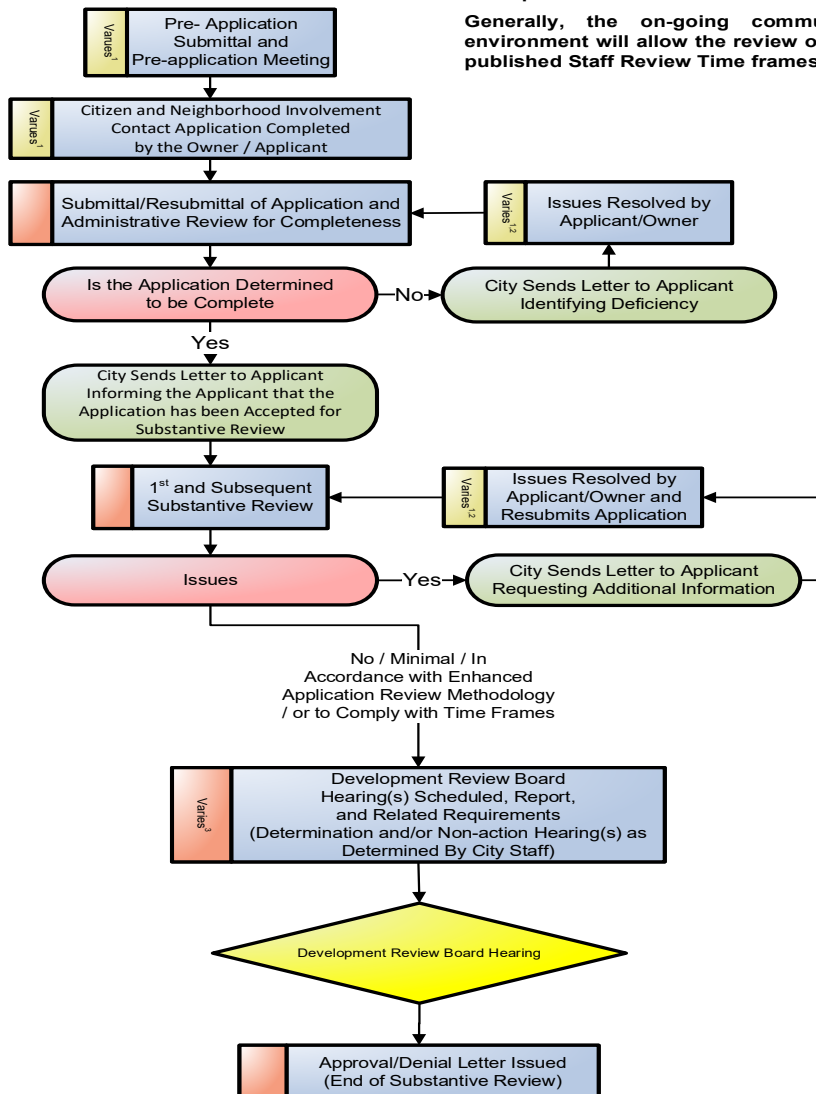 Generally, the on-going commu
environment will allow the review o
published Staff Review Time frames
Varues1
Pre- Application
Submittal and
Pre-application Meeting
Varues1
Citizen and Neighborhood Involvement
Contact Application Completed
by the Owner / Applicant
Submittal/Resubmittal of Application and
Administrative Review for Completeness
Varies1,2
Issues Resolved by
Applicant/Owner
Is the Application Determined
to be Complete
No
City Sends Letter to Applicant
Identifying Deficiency
Yes
City Sends Letter to Applicant
Informing the Applicant that the
Application has been Accepted for
Substantive Review
1st and Subsequent
Substantive Review
Varies1,2
Issues Resolved by
Applicant/Owner and
Resubmits Application
Issues
Yes
City Sends Letter to Applicant
Requesting Additional Information
No / Minimal / In
Accordance with Enhanced
Application Review Methodology
/ or to Comply with Time Frames
Varies3
Development Review Board
Hearing(s) Scheduled, Report,
and Related Requirements
(Determination and/or Non-action Hearing(s) as
Determined By City Staff)
Development Review Board Hearing
Approval/Denial Letter Issued
(End of Substantive Review)